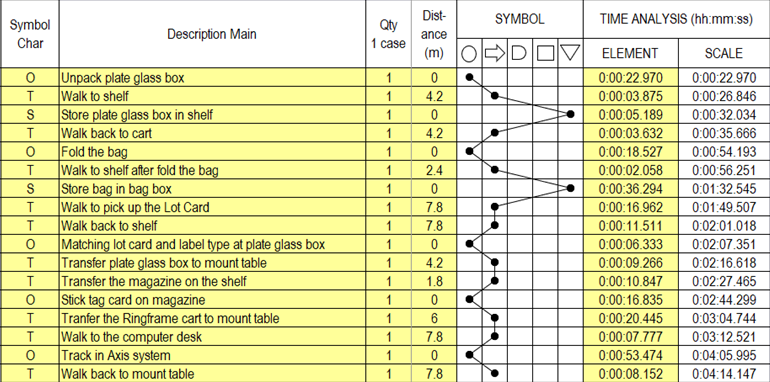 Symbol Char Description Main Qty 1 case Dist- ance (m) SYMBOL TIME ANALYSIS (hh:mm:ss)
ELEMENT SCALE
O Unpack plate glass box 1 0 0:00:22.970 0:00:22.970
T Walk to shelf 1 4.2 0:00:03.875 0:00:26.846
S Store plate glass box in shelf 1 0 0:00:05.189 0:00:32.034
T Walk back to cart 1 4.2 0:00:03.632 0:00:35.666
O Fold the bag 1 0 0:00:18.527 0:00:54.193
T Walk to shelf after fold the bag 1 2.4 0:00:02.058 0:00:56.251
S Store bag in bag box 1 0 0:00:36.294 0:01:32.545
T Walk to pick up the Lot Card 1 7.8 0:00:16.962 0:01:49.507
T Walk back to shelf 1 7.8 0:00:11.511 0:02:01.018
O Matching lot card and label type at plate glass box 1 0 0:00:06.333 0:02:07.351
T Transfer plate glass box to mount table 1 4.2 0:00:09.266 0:02:16.618
T Transfer the magazine on the shelf 1 1.8 0:00:10.847 0:02:27.465
O Stick tag card on magazine 1 0 0:00:16.835 0:02:44.299
T Tranfer the Ringframe cart to mount table 1 6 0:00:20.445 0:03:04.744
T Walk to the computer desk 1 7.8 0:00:07.777 0:03:12.521
O Track in Axis system 1 0 0:00:53.474 0:04:05.995
T Walk back to mount table 1 7.8 0:00:08.152 0:04:14.147